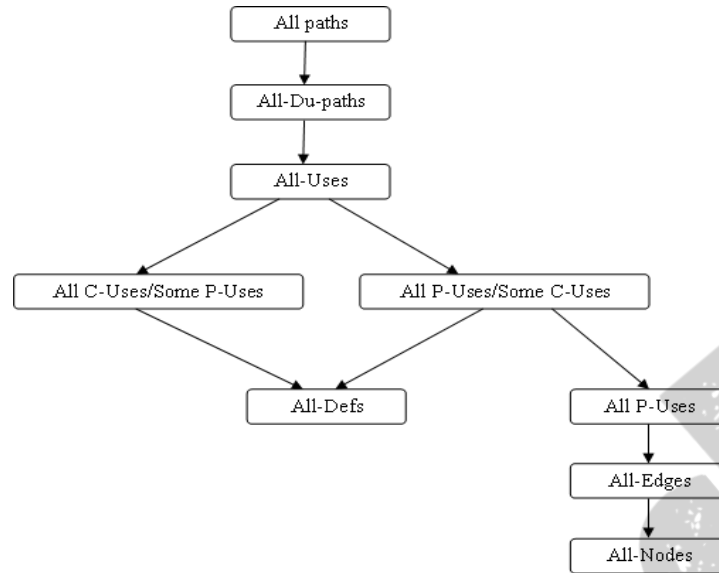 All paths
All-Du-paths
All-Uses
All C-Uses/Some P-Uses
All P-Uses/Some C-Uses
All-Defs
All P-Uses
All-Edges
All-Nodes